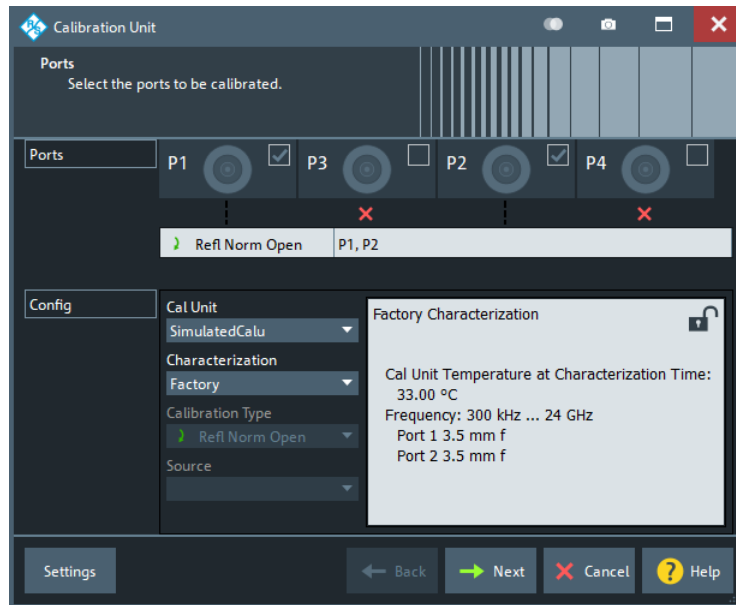 Calibration Unit
Ports
Select the ports to be calibrated.
Ports
P1
P3
P2
P4
Refl Norm Open
P1, P2
Config
Cal Unit
SimulatedCalu
Characterization
Factory
Calibration Type
Refl Norm Open
Source
Factory Characterization
Cal Unit Temperature at Characterization Time:
33.00 ºC
Frequency: 300 kHz ... 24 GHz
Port 1 3.5 mm f
Port 2 3.5 mm f
Settings
Back
Next
Cancel
? Help